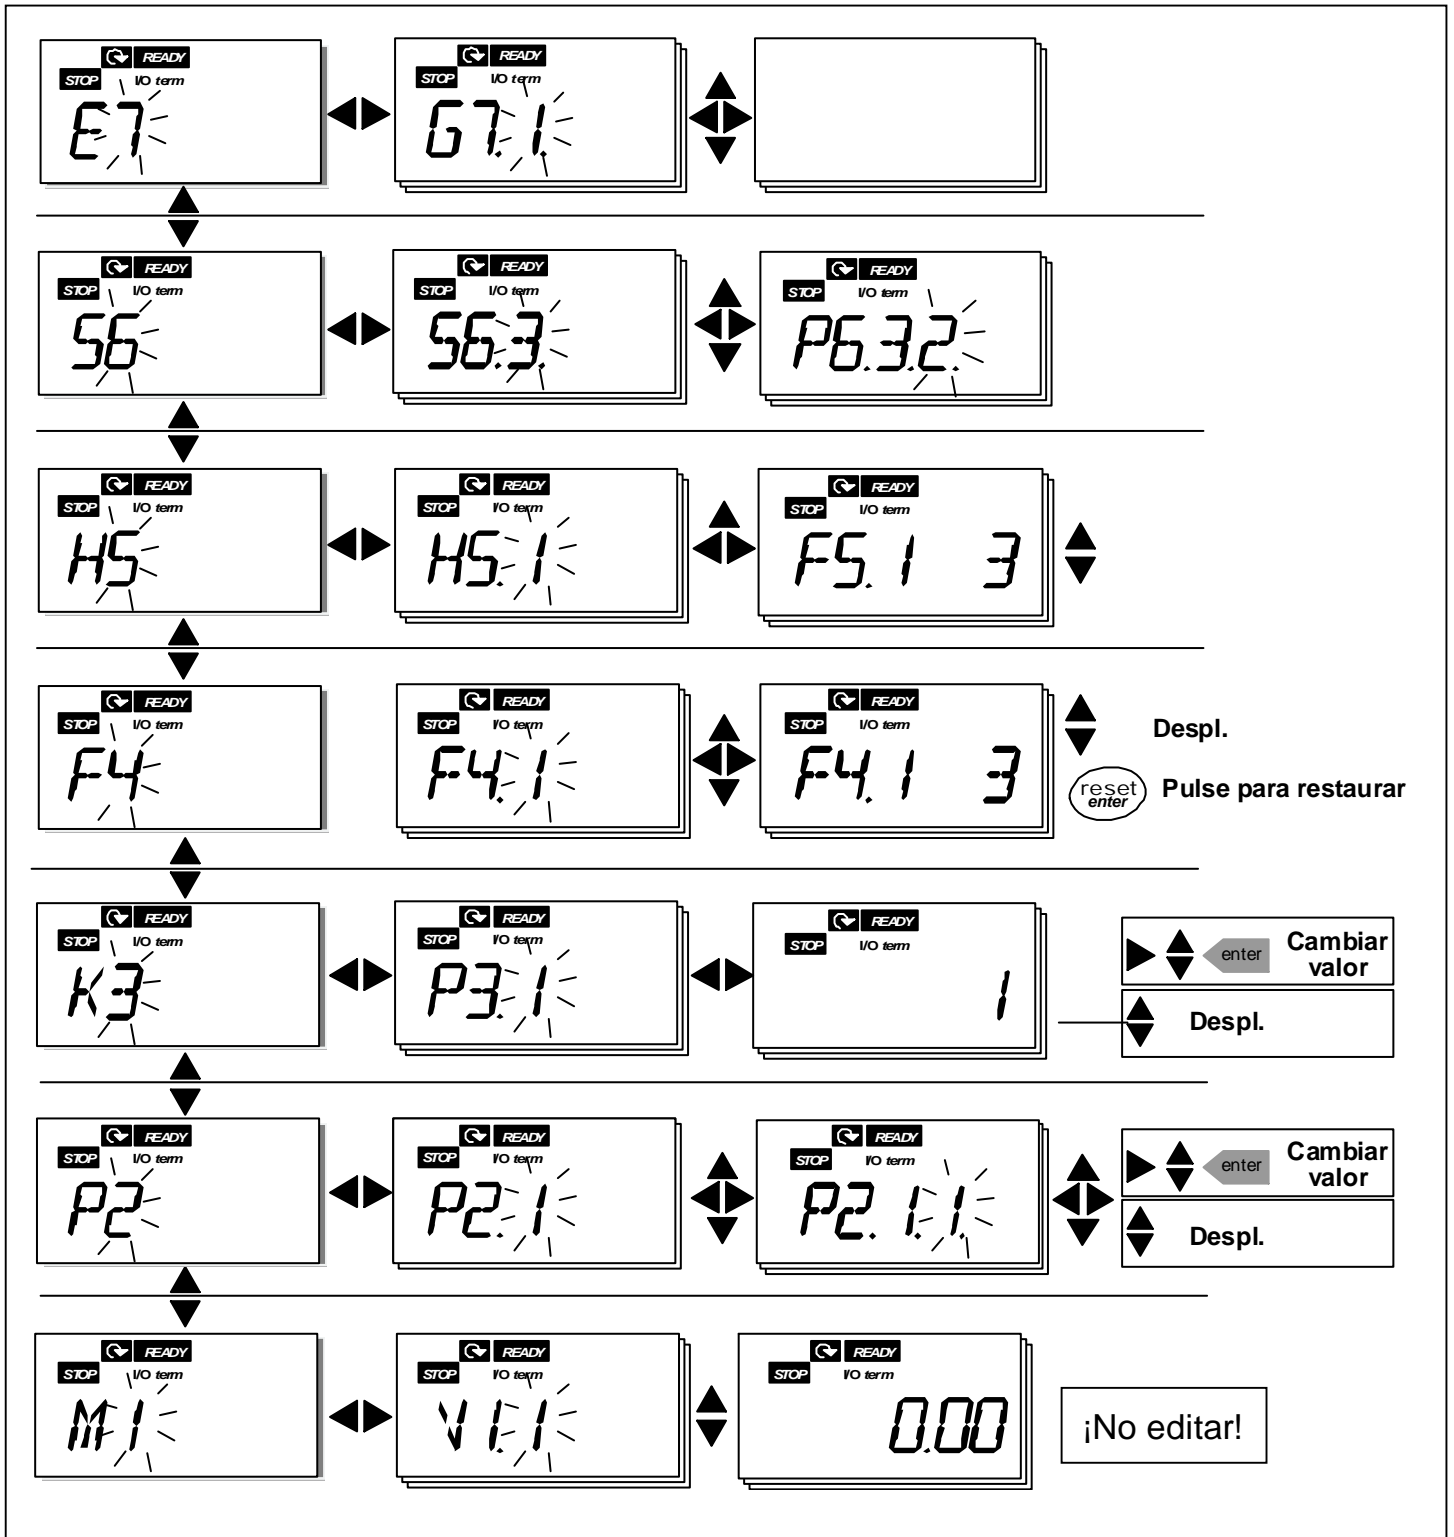 READY READY
STOP I/O term STOP I/O term
E7 G7.1.
READY READY READY
STOP I/O term STOP I/O term STOP I/O term
S6 S6.3. P6.3.2.
READY READY READY
STOP I/O term STOP I/O term STOP I/O term
H5 H5.1 F5.1 3
READY READY READY
STOP I/O term STOP I/O term STOP I/O term
F4 F4.1 F4.1 3
Despl.
reset
enter
Pulse para restaurar
READY READY READY
STOP I/O term STOP I/O term STOP I/O term
K3 P3.1 1
enter Cambiar
valor
Despl.
READY READY READY
STOP I/O term STOP I/O term STOP I/O term
P2 P2.1 P2.1.1.
enter Cambiar
valor
Despl.
READY READY READY
STOP I/O term STOP I/O term STOP I/O term
M1 V1.1 0.00
¡No editar!